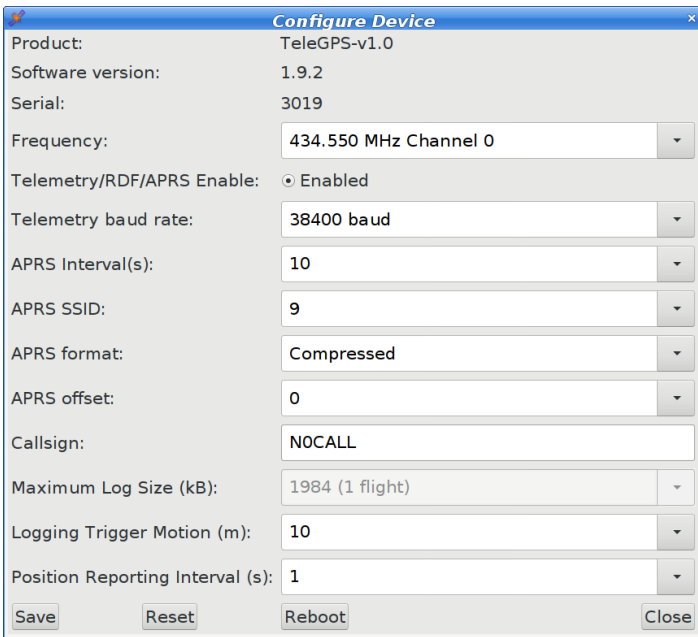 Configure Device
Product: TeleGPS-v1.0
Software version: 1.9.2
Serial: 3019
Frequency: 434.550 MHz Channel 0
Telemetry/RDF/APRS Enable: Enabled
Telemetry baud rate: 38400 baud
APRS Interval(s): 10
APRS SSID: 9
APRS format: Compressed
APRS offset: 0
Callsign: N0CALL
Maximum Log Size (kB): 1984 (1 flight)
Logging Trigger Motion (m): 10
Position Reporting Interval (s): 1
Save Reset Reboot Close